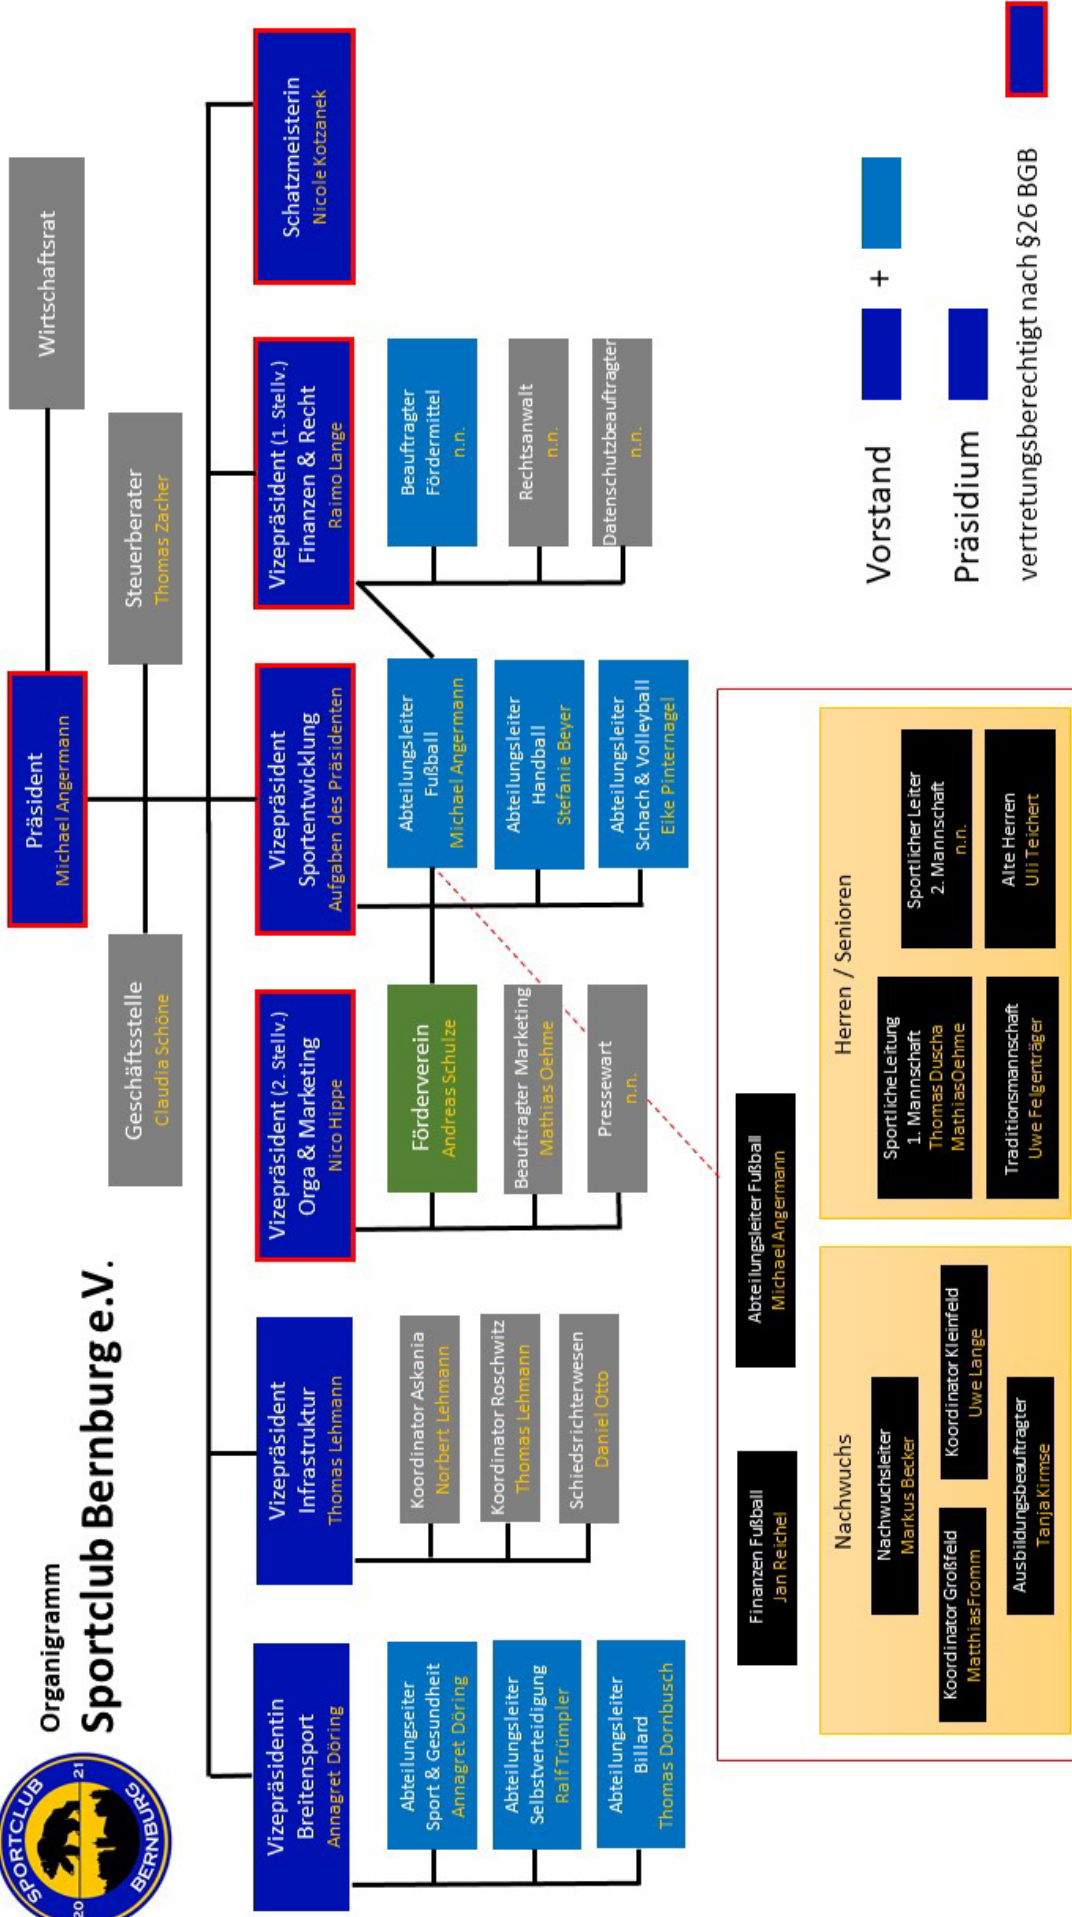 SPORTCLUB
20
21
BERNBURG
Organigramm
Sportclub Bernburg e.V.
Präsident
Michael Angermann
Wirtschaftsrat
Geschäftsstelle
Claudia Schöne
Steuerberater
Thomas Zacher
Vizepräsidentin
Breitensport
Annagret Döring
Vizepräsident
Infrastruktur
Thomas Lehmann
Vizepräsident (2. Stellv.)
Orga & Marketing
Nico Hippe
Vizepräsident
Sportentwicklung
Aufgaben des Präsidenten
Vizepräsident (1. Stellv.)
Finanzen & Recht
Raimo Lange
Schatzmeisterin
Nicole Kotzanek
Abteilungseiter
Sport & Gesundheit
Annagret Döring
Abteilungsleiter
Selbstverteidigung
Ralf Trümpler
Abteilungsleiter
Billard
Thomas Dornbusch
Koordinator Askania
Norbert Lehmann
Koordinator Roschwitz
Thomas Lehmann
Schiedsrichterwesen
Daniel Otto
Förderverein
Andreas Schulze
Beauftragter Marketing
Mathias Oehme
Pressewart
n.n.
Abteilungsleiter
Fußball
Michael Angermann
Abteilungsleiter
Handball
Stefanie Beyer
Abteilungsleiter
Schach & Volleyball
Eike Pinternagel
Beauftragter
Fördermittel
n.n.
Rechtsanwalt
n.n.
Datenschutzbeauftragter
n.n.
Finanzen Fußball
Jan Reichel
Abteilungsleiter Fußball
Michael Angermann
Nachwuchs
Nachwuchsleiter
Markus Becker
Koordinator Großfeld
Matthias Fromm
Koordinator Kleinfeld
Uwe Lange
Ausbildungsbeauftragter
Tanja Kirmse
Herren / Senioren
Sportliche Leitung
1. Mannschaft
Thomas Duscha
Mathias Oehme
Sportlicher Leiter
2. Mannschaft
n.n.
Traditionsmannschaft
Uwe Felgenträger
Alte Herren
Uli Teichert
Vorstand +
Präsidium
vertretungsberechtigt nach §26 BGB